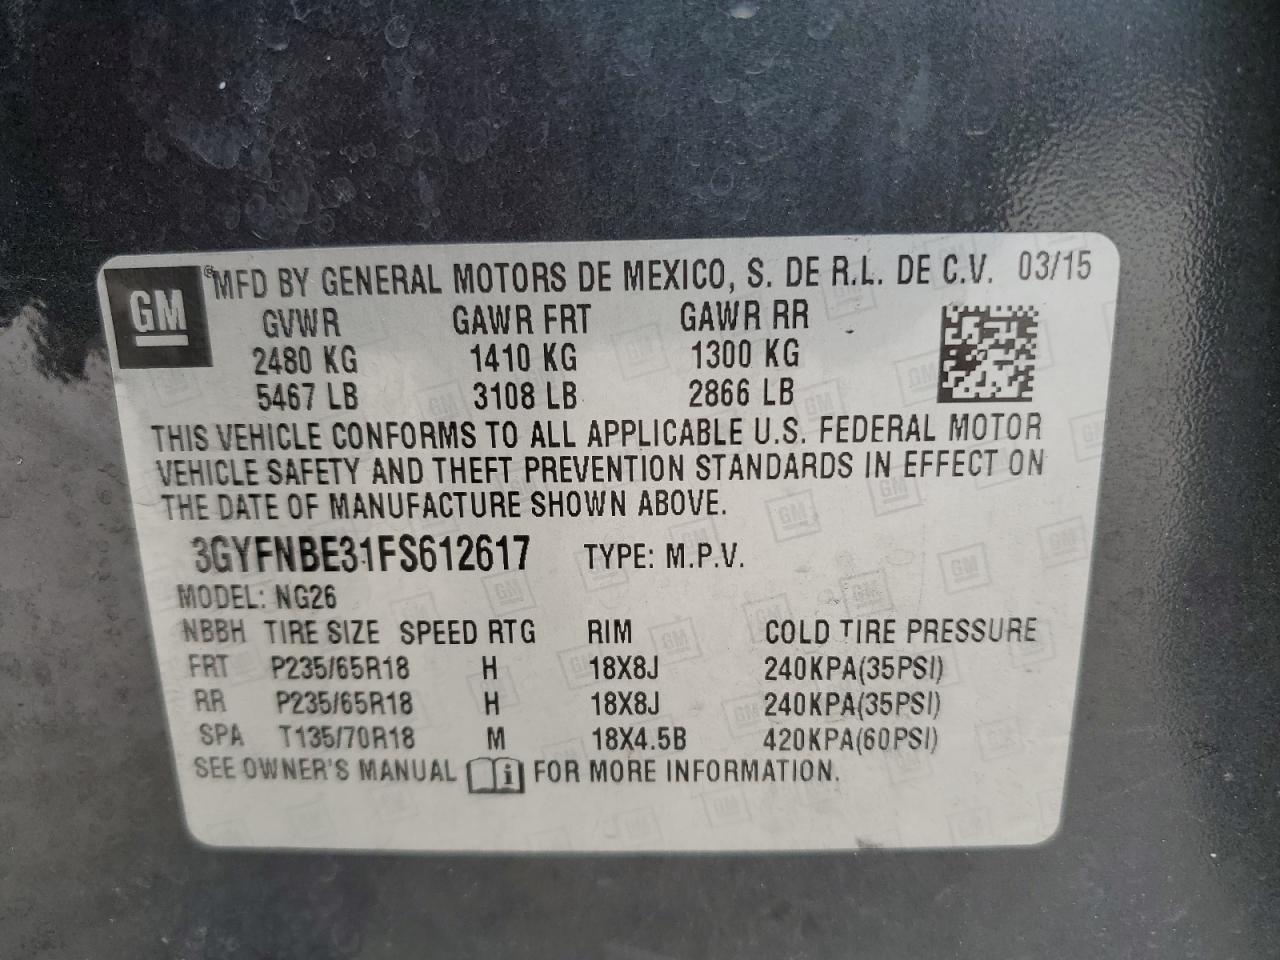 GM
®MFD BY GENERAL MOTORS DE MEXICO, S. DE R.L. DE C.V. 03/15
GVWR GAWR FRT GAWR RR
2480 KG 1410 KG 1300 KG
5467 LB 3108 LB 2866 LB
THIS VEHICLE CONFORMS TO ALL APPLICABLE U.S. FEDERAL MOTOR
VEHICLE SAFETY AND THEFT PREVENTION STANDARDS IN EFFECT ON
THE DATE OF MANUFACTURE SHOWN ABOVE.
3GYFNBE31FS612617 TYPE: M.P.V.
MODEL: NG26
NBBH TIRE SIZE SPEED RTG RIM COLD TIRE PRESSURE
FRT P235/65R18 H 18X8J 240KPA(35PSI)
RR P235/65R18 H 18X8J 240KPA(35PSI)
SPA T135/70R18 M 18X4.5B 420KPA(60PSI)
SEE OWNER'S MANUAL i FOR MORE INFORMATION.